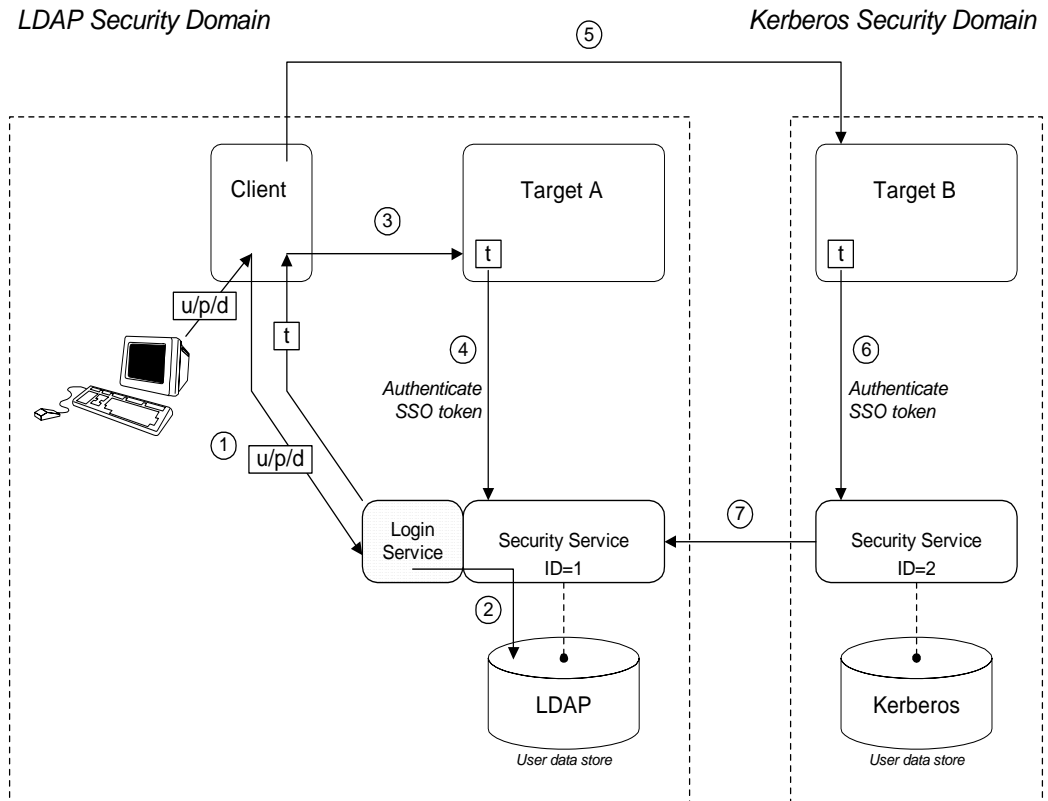 LDAP Security Domain
Kerberos Security Domain
5
Client
Target A
Target B
3
t
t
u/p/d
t
4
6
Authenticate
SSO token
Authenticate
SSO token
1
u/p/d
7
Login
Service
Security Service
ID=1
Security Service
ID=2
2
LDAP
Kerberos
User data store
User data store